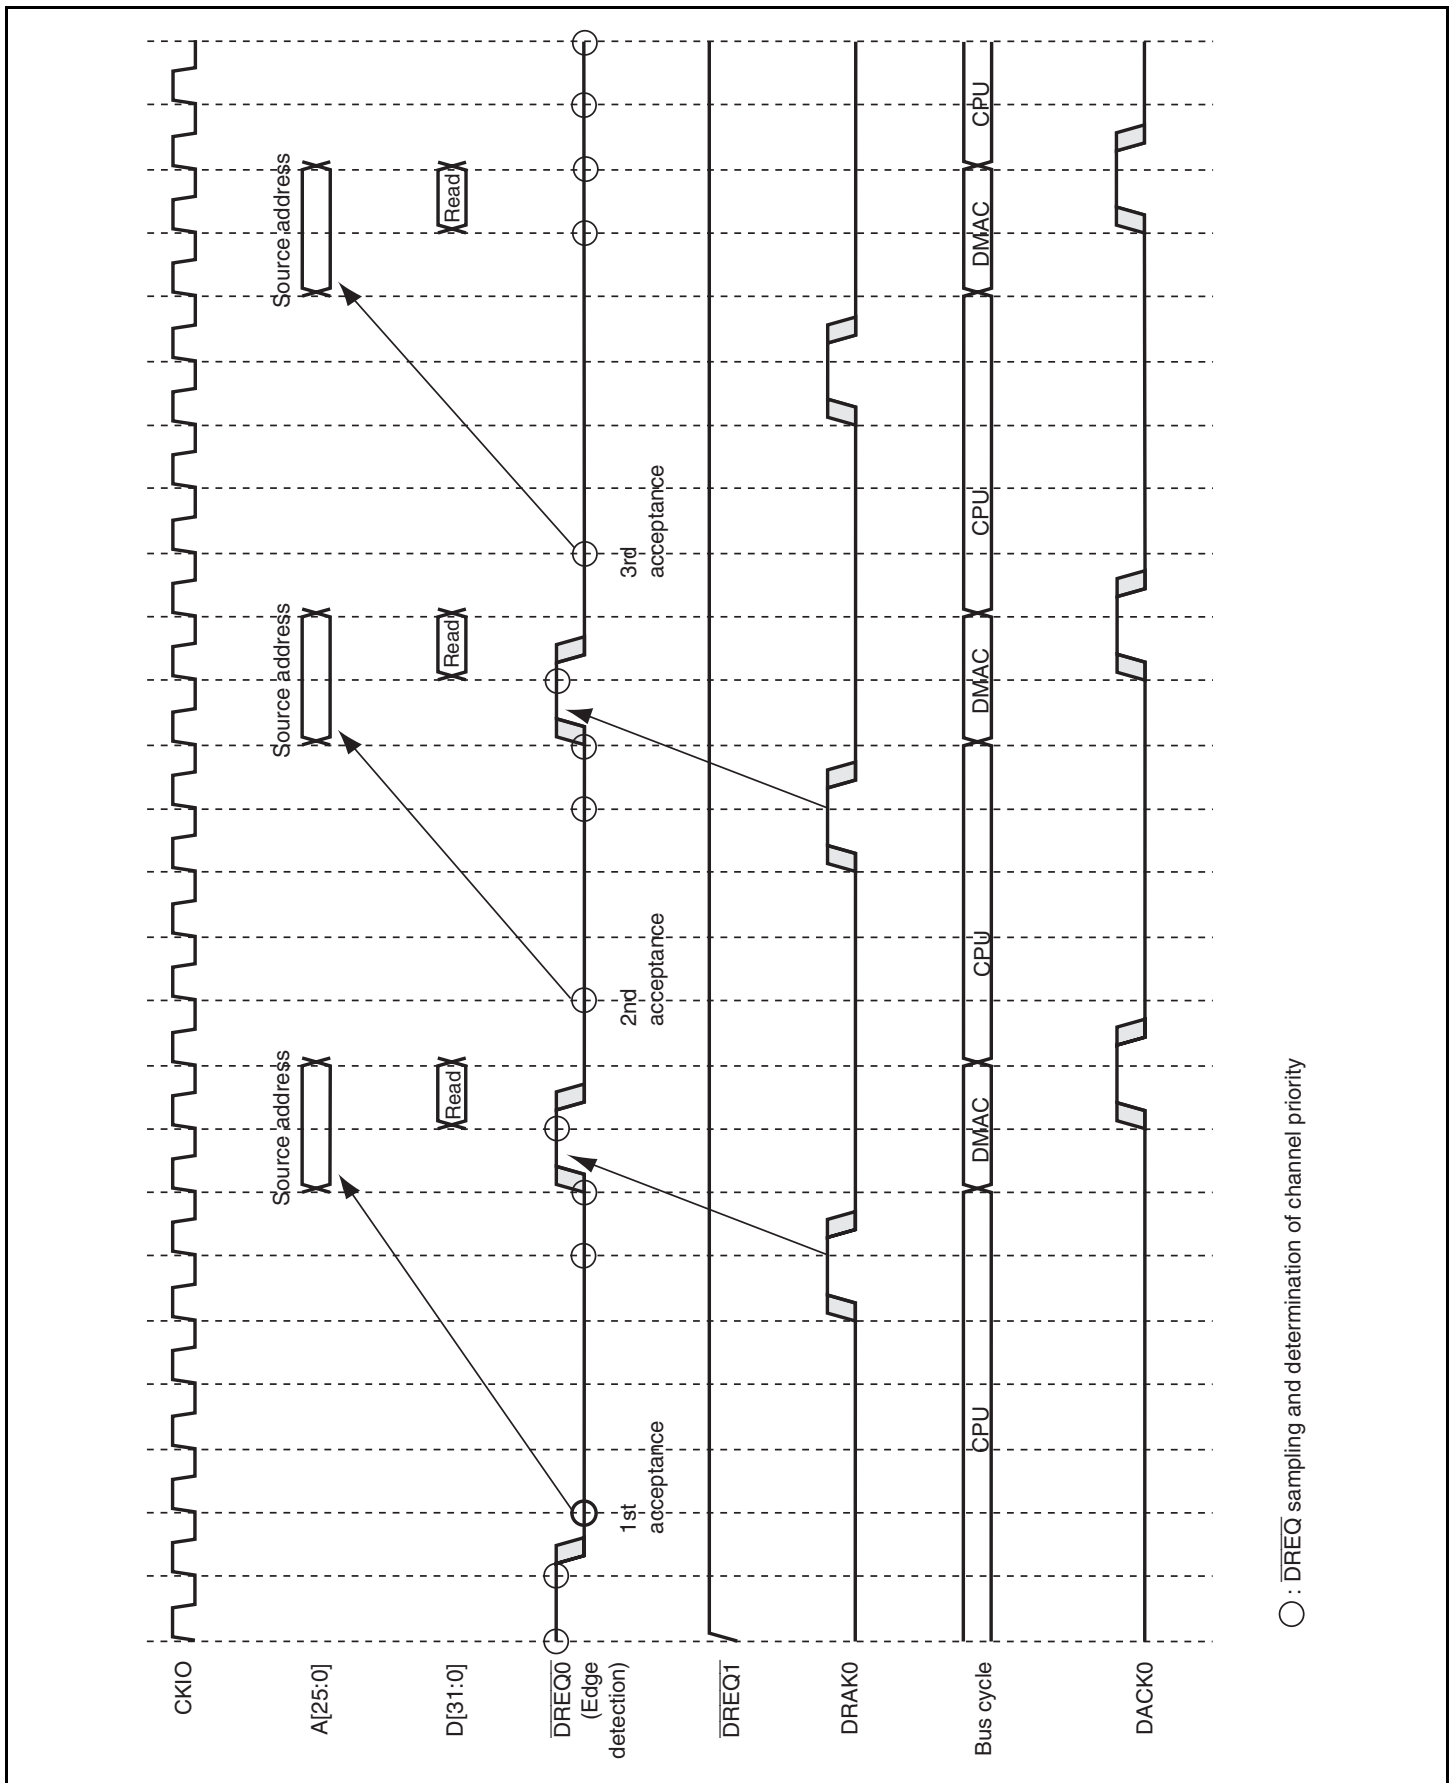 CKIO
A[25:0]
Source address
Source address
Source address
D[31:0]
Read
Read
Read
DREQ0
(Edge
detection)
1st
acceptance
2nd
acceptance
3rd
acceptance
DREQ1
DRAK0
Bus cycle
CPU
DMAC
CPU
DMAC
CPU
DMAC
CPU
DACK0
: DREQ sampling and determination of channel priority